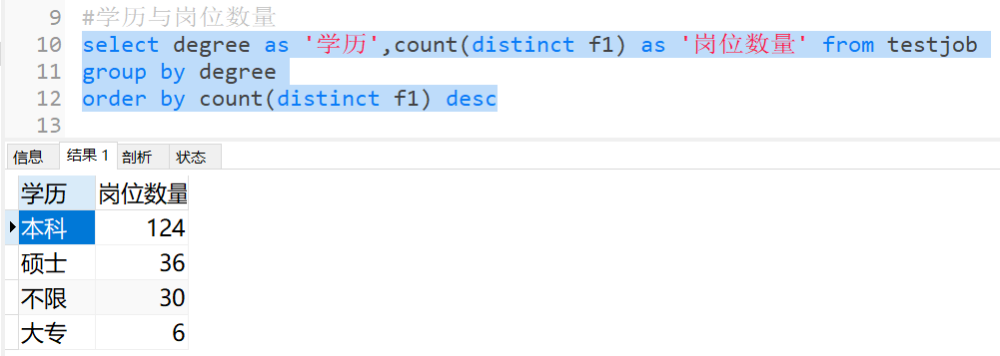 9 #学历与岗位数量
10 select degree as '学历',count(distinct f1) as '岗位数量' from testjob
11 group by degree
12 order by count(distinct f1) desc
13
信息 结果 1 剖析 状态
学历 岗位数量
本科 124
硕士 36
不限 30
大专 6